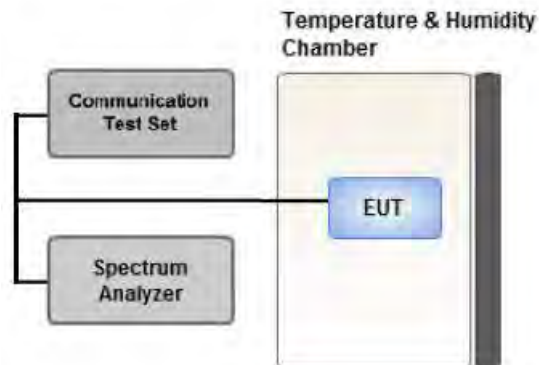 Temperature & Humidity
Chamber
Communication
Test Set
EUT
Spectrum
Analyzer